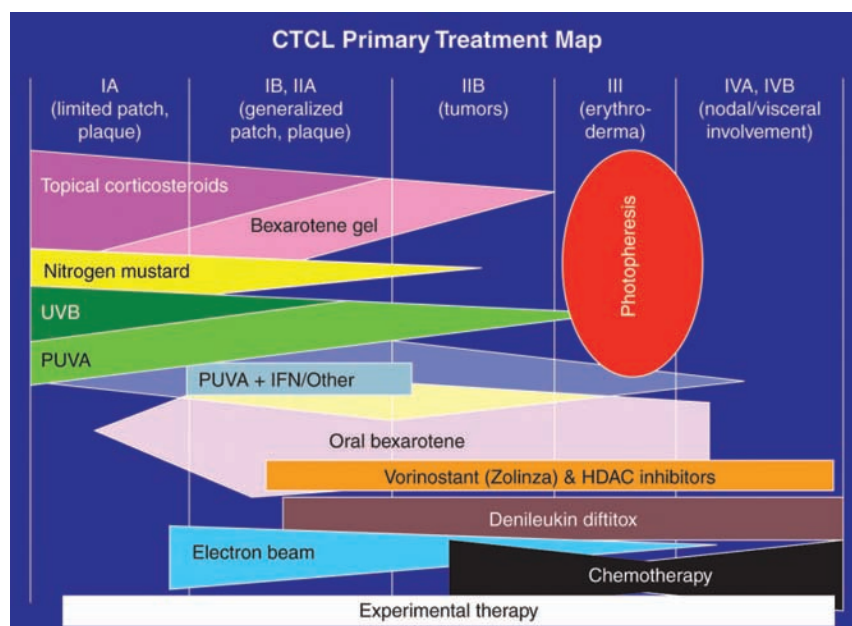 CTCL Primary Treatment Map
IA
(limited patch,
plaque)
IB, IIA
(generalized
patch, plaque)
IIB
(tumors)
III
(erythro-
derma)
IVA, IVB
(nodal/visceral
involvement)
Topical corticosteroids
Bexarotene gel
Nitrogen mustard
UVB
PUVA
Photopheresis
PUVA + IFN/Other
Oral bexarotene
Vorinostant (Zolinza) & HDAC inhibitors
Denileukin diftitox
Electron beam
Chemotherapy
Experimental therapy